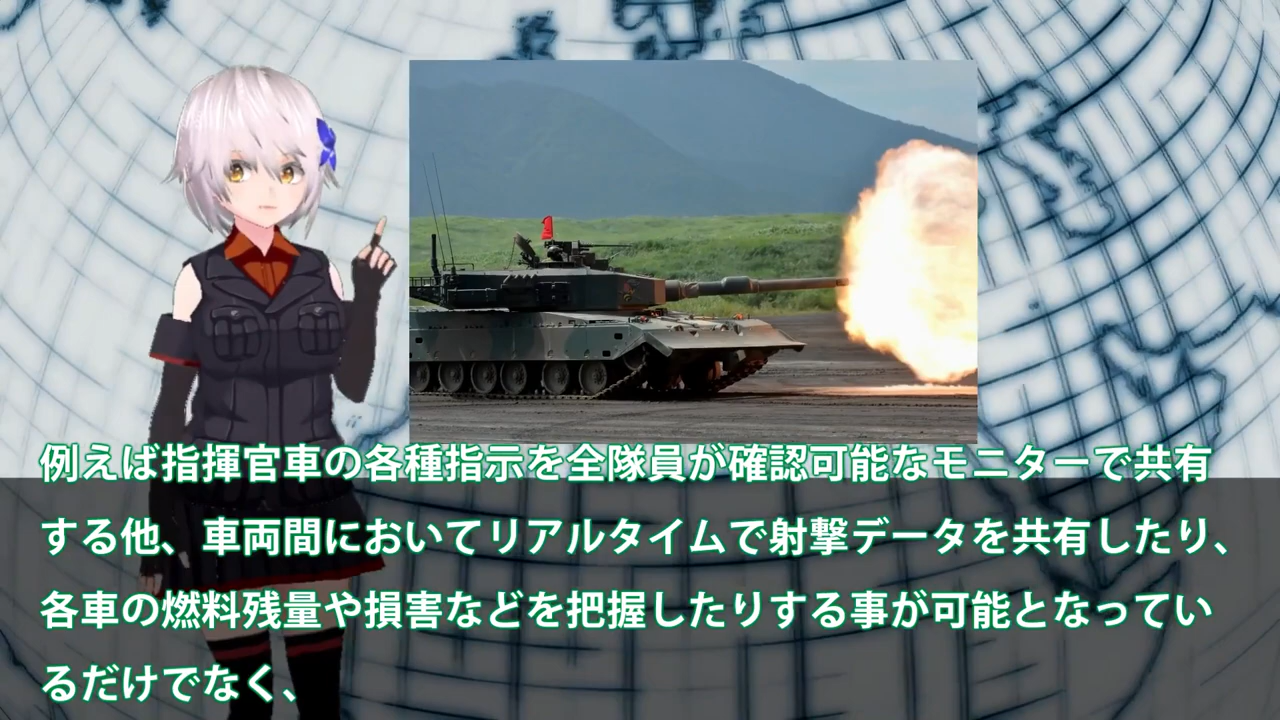 例えば指揮官車の各種指示を全隊員が確認可能なモニターで共有
する他、車両間においてリアルタイムで射撃データを共有したり、
各車の燃料残量や損害などを把握したりする事が可能となってい
るだけでなく、